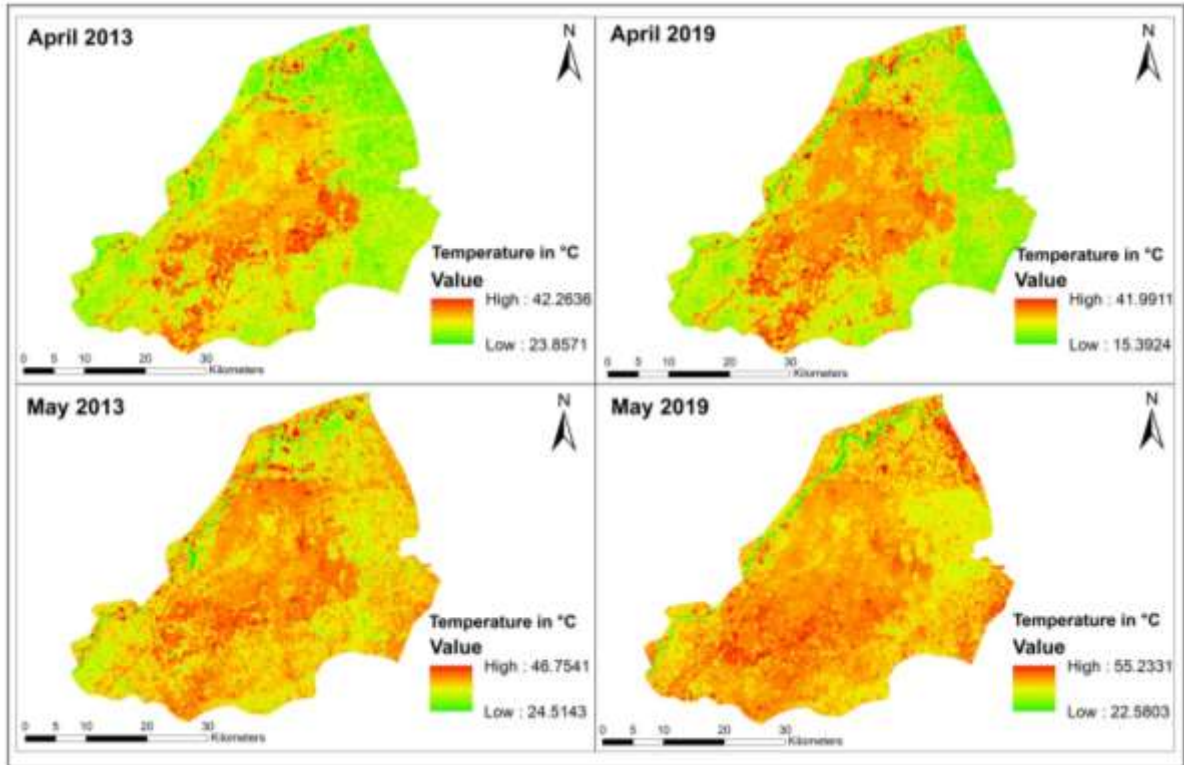 April 2013
N
Temperature in °C
Value
High : 42.2636
Low : 23.8571
0 5 10 20 30
Kilometers
April 2019
N
Temperature in °C
Value
High : 41.9911
Low : 15.3924
0 5 10 20 30
Kilometers
May 2013
N
Temperature in °C
Value
High : 46.7541
Low : 24.5143
0 5 10 20 30
Kilometers
May 2019
N
Temperature in °C
Value
High : 55.2331
Low : 22.5803
0 5 10 20 30
Kilometers